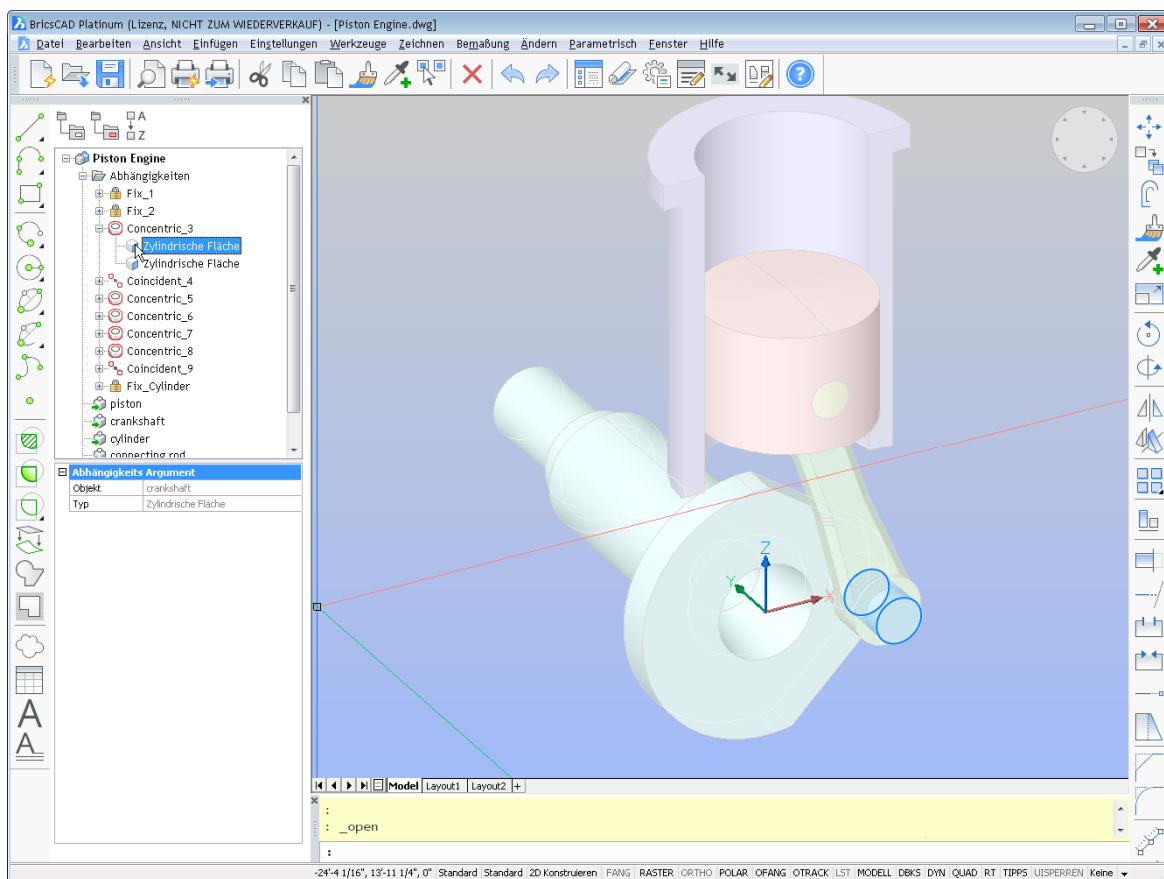 BricsCAD Platinum (Lizenz, NICHT ZUM WIEDERVERKAUF) - [Piston Engine.dwg]
Datei Bearbeiten Ansicht Einfügen Einstellungen Werkzeuge Zeichnen Bemaßung Ändern Parametrisch Fenster Hilfe
A
Z
Piston Engine
Abhängigkeiten
Fix_1
Fix_2
Concentric_3
Zylindrische Fläche
Zylindrische Fläche
Coincident_4
Concentric_5
Concentric_6
Concentric_7
Concentric_8
Coincident_9
Fix_Cylinder
piston
crankshaft
cylinder
connecting rod
Abhängigkeits Argument
Objekt crankshaft
Typ Zylindrische Fläche
A
A
Z
Y
X
Model Layout1 Layout2 +
:
: _open
:
-24'-4 1/16", 13'-11 1/4", 0" Standard Standard 2D Konstruieren FANG RASTER ORTHO POLAR OFANG OTRACK LST MODELL DBKS DYN QUAD RT TIPPS UISPERREN Keine